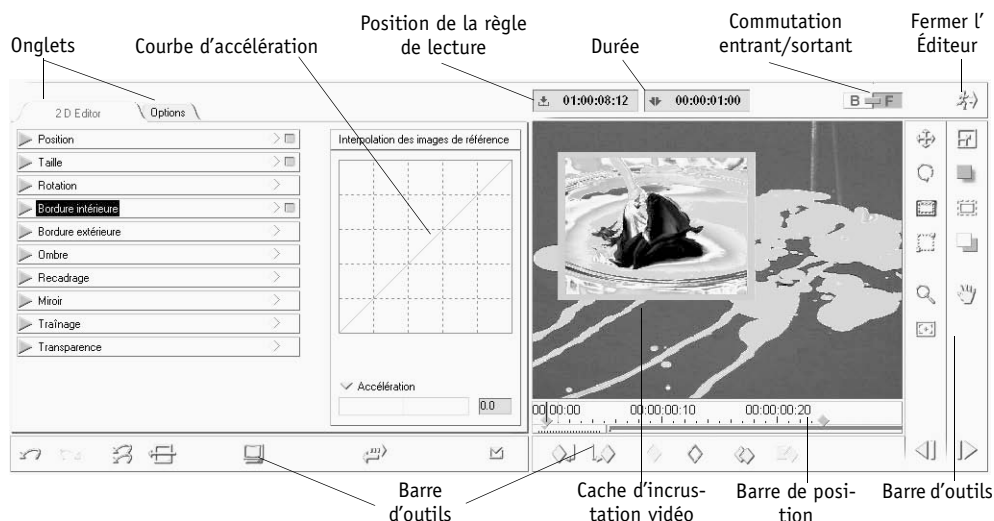 Onglets
Courbe d'accélération
Position de la règle
de lecture
Durée
Commutation
entrant/sortant
Fermer l'
Éditeur
01:00:08:12
00:00:01:00
B F
2D Editor
Options
Position
Taille
Rotation
Bordure intérieure
Bordure extérieure
Ombre
Recadrage
Miroir
Traînage
Transparence
Interpolation des images de référence
Accélération
0.0
00:00:00:10
00:00:00:20
Barre
d'outils
Cache d'incrus-
tation vidéo
Barre de posi-
tion
Barre d'outils